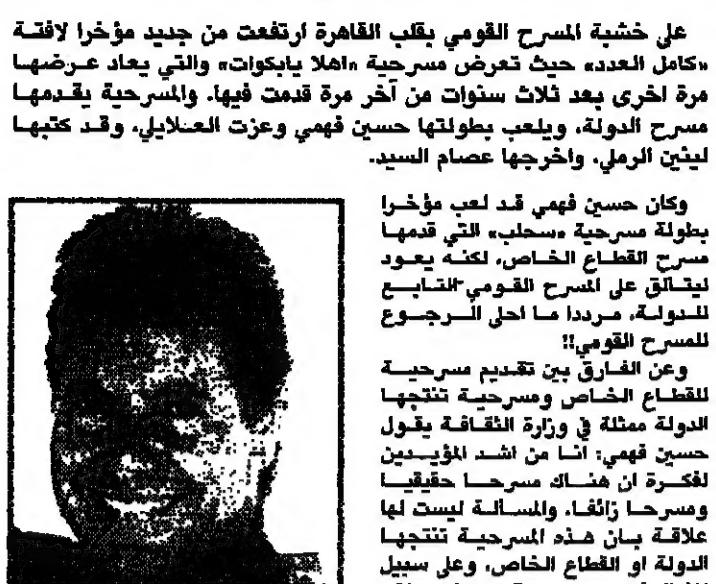 على خشبة المسرح القومي بقلب القاهرة ارتفعت من جديد مؤخرا لافتة
«كامل العدد» حيث تعرض مسرحية «اهلا يابكوات» والتي يعاد عرضها
مرة اخرى بعد ثلاث سنوات من آخر مرة قدمت فيها. والمسرحية يقدمها
مسرح الدولة، ويلعب بطولتها حسين فهمي وعزت العلايلي، وقد كتبها
لينين الرملي، واخرجها عصام السيد.
وكان حسين فهمي قد لعب مؤخرا
بطولة مسرحية «سحلب» التي قدمها
مسرح القطاع الخاص، لكنه يعود
ليتألق على المسرح القومي التابع
للدولة، مرددا ما احلى الرجوع
للمسرح القومي!!
وعن الفارق بين تقديم مسرحية
للقطاع الخاص ومسرحية تنتجها
الدولة ممثلة في وزارة الثقافة يقول
حسين فهمي: انا من اشد المؤيدين
لفكرة ان هناك مسرحا حقيقيا
ومسرحا زائفا. والمسألة ليست لها
علاقة بان هذه المسرحية تنتجها
الدولة او القطاع الخاص، وعلى سبيل